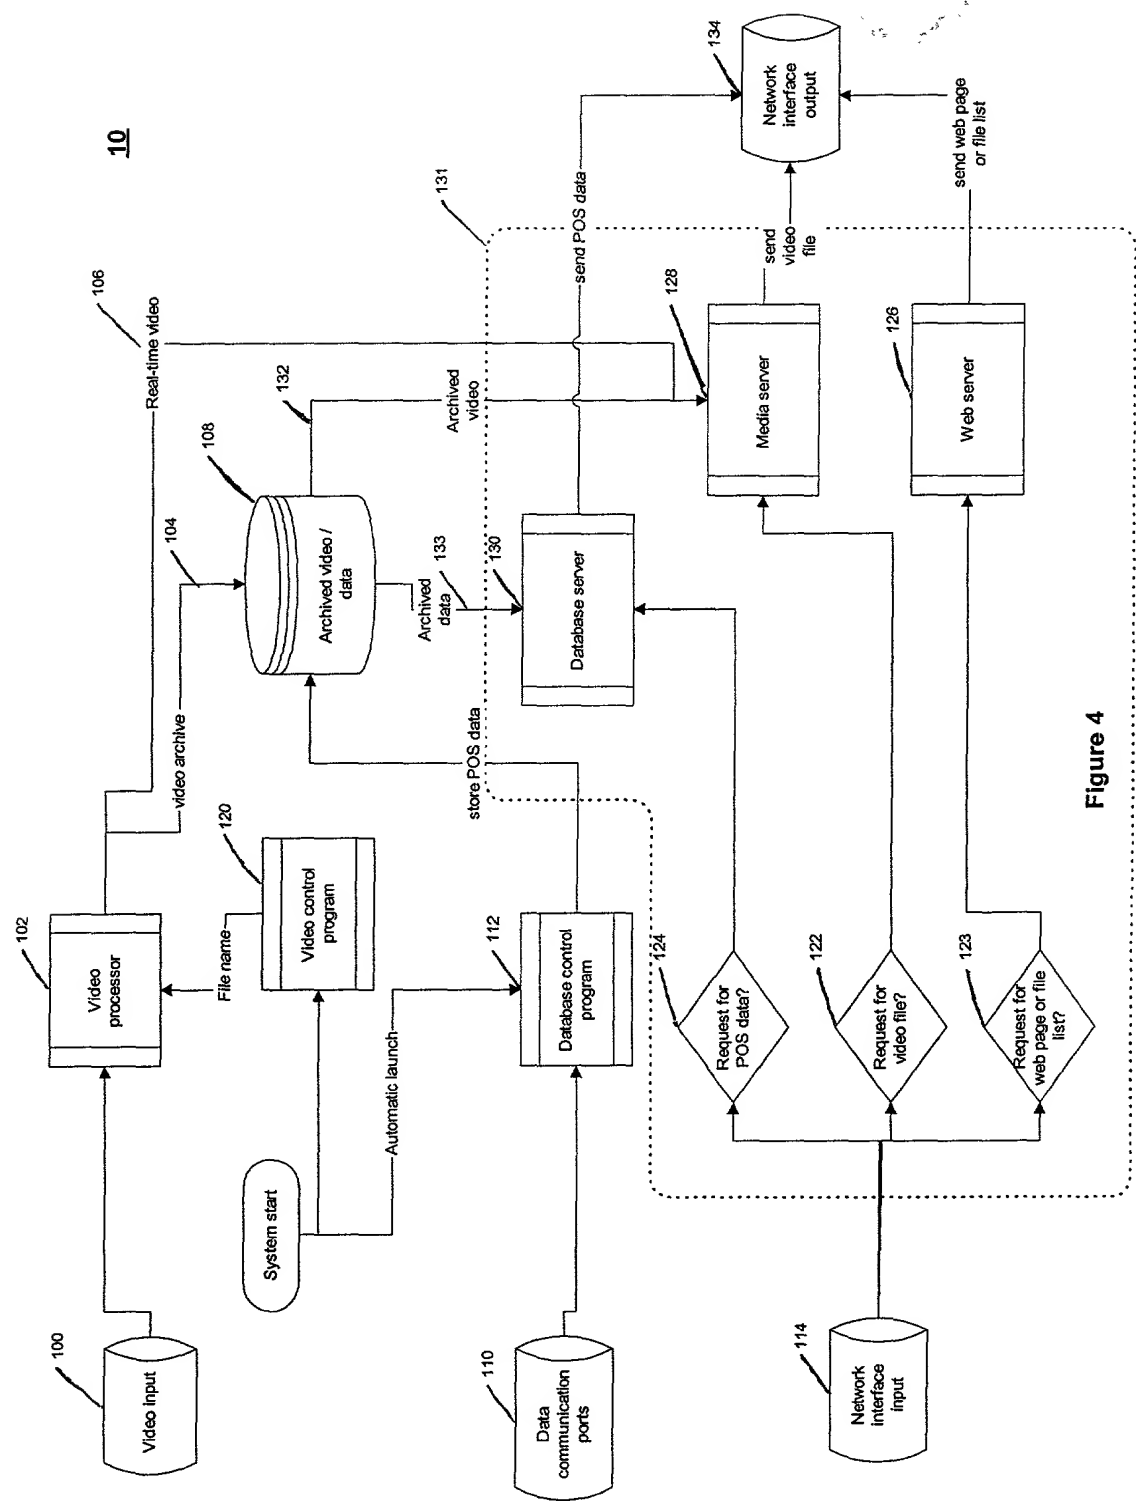 10
100
Video input
102
Video
processor
104
video archive
106
Real-time video
System start
Automatic launch
File name
120
Video control
program
108
Archived video /
data
132
Archived
video
133
Archived
data
131
110
Data
communication
ports
112
Database control
program
store POS data
130
Database server
send POS data
114
Network
interface
input
124
Request for
POS data?
122
Request for
video file?
123
Request for
web page or file
list?
128
Media server
send
video
file
126
Web server
send web page
or file list
134
Network
interface
output
Figure 4